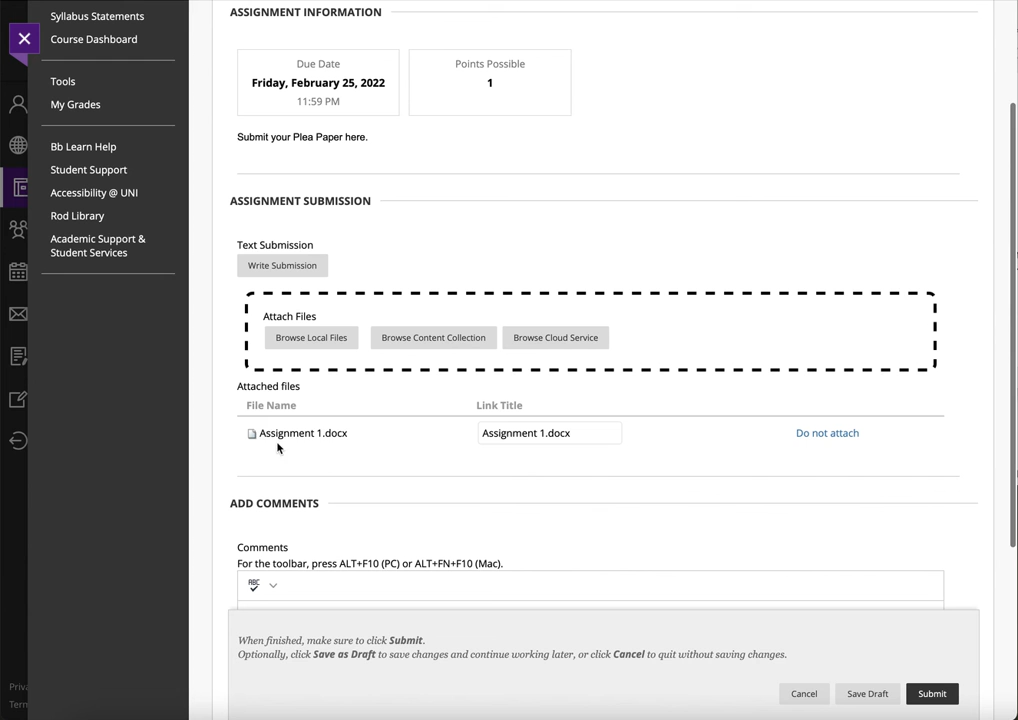 Syllabus Statements
Course Dashboard
Tools
My Grades
Bb Learn Help
Student Support
Accessibility @ UNI
Rod Library
Academic Support &
Student Services
ASSIGNMENT INFORMATION
Due Date
Friday, February 25, 2022
11:59 PM
Points Possible
1
Submit your Plea Paper here.
ASSIGNMENT SUBMISSION
Text Submission
Write Submission
Attach Files
Browse Local Files Browse Content Collection Browse Cloud Service
Attached files
File Name Link Title
Assignment 1.docx Assignment 1.docx Do not attach
ADD COMMENTS
Comments
For the toolbar, press ALT+F10 (PC) or ALT+FN+F10 (Mac).
ABC
When finished, make sure to click Submit.
Optionally, click Save as Draft to save changes and continue working later, or click Cancel to quit without saving changes.
Cancel Save Draft Submit